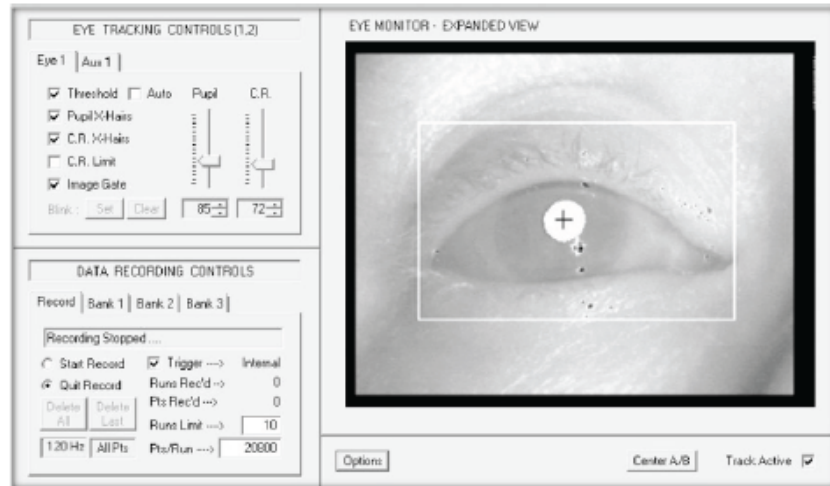 EYE TRACKING CONTROLS (1,2)
Eye 1 Aux 1
Threshold Auto Pupil C.R.
Pupil X-Hairs
C.R. X-Hairs
C.R. Limit
Image Gate
Blink : Set Clear 85 72
DATA RECORDING CONTROLS
Record Bank 1 Bank 2 Bank 3
Recording Stopped ....
Start Record Trigger ----> Internal
Quit Record Runs Rec'd --> 0
Delete All Delete Last Pts Rec'd --> 0
Runs Limit ----> 10
120 Hz All Pts Pts/Run ----> 20800
EYE MONITOR - EXPANDED VIEW
Options Center A/B Track Active